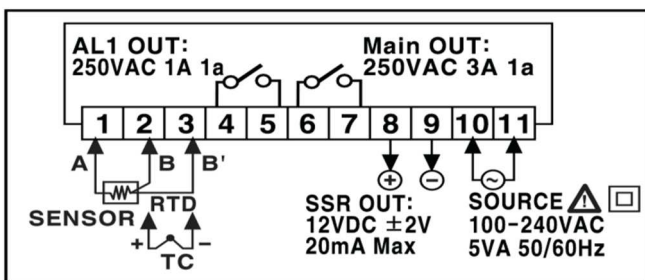 AL1 OUT:
250VAC 1A 1a
Main OUT:
250VAC 3A 1a
1 2 3 4 5 6 7 8 9 10 11
A B B'
SENSOR
RTD
+ −
TC
+ −
SSR OUT:
12VDC ±2V
20mA Max
~
SOURCE ⚠
100-240VAC
5VA 50/60Hz